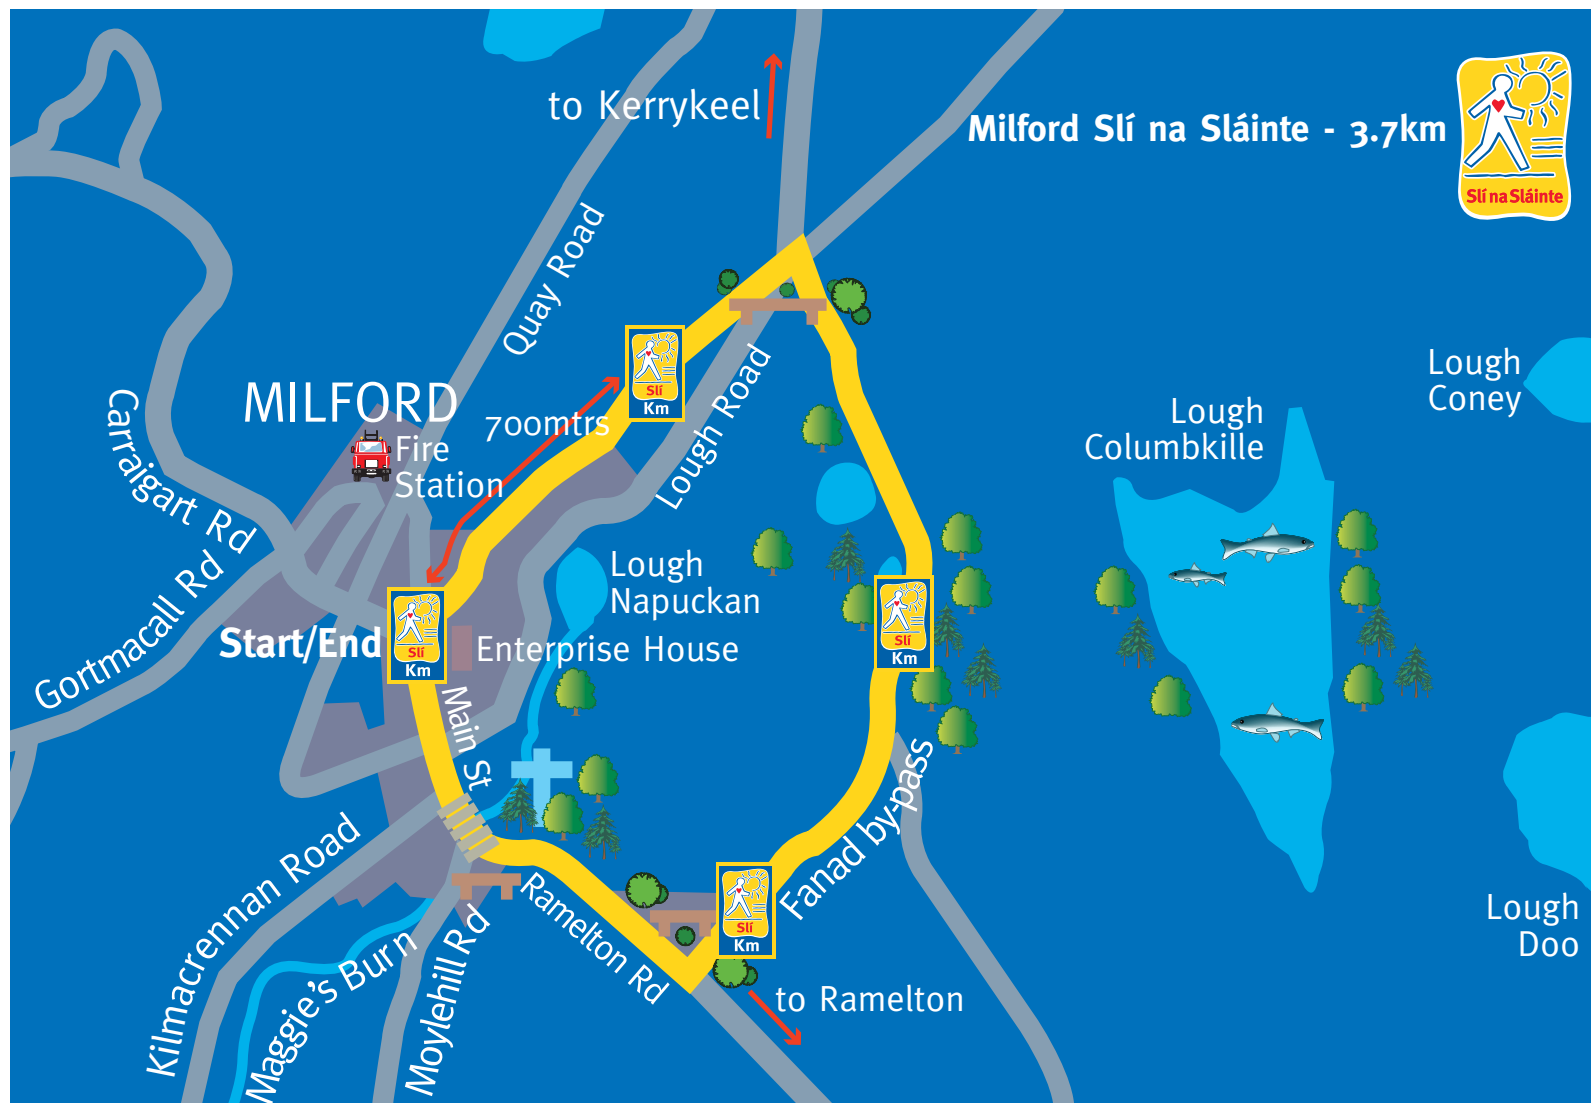 to Kerrykeel
Milford Slí na Sláinte - 3.7km
Slí na Sláinte
Quay Road
MILFORD
Fire
Station
700mtrs
Slí
Km
Lough Road
Carraigart Rd
Gortmacall Rd
Lough
Coney
Lough
Columbkille
Lough
Napuckan
Start/End
Slí
Km
Enterprise House
Slí
Km
Main St
Fanad by-pass
Kilmacrennan Road
Maggie's Burn
Moylehill Rd
Ramelton Rd
Slí
Km
to Ramelton
Lough
Doo